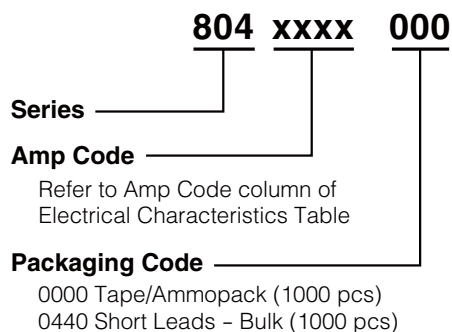 804 xxxx 000
Series
Amp Code
Refer to Amp Code column of
Electrical Characteristics Table
Packaging Code
0000 Tape/Ammopack (1000 pcs)
0440 Short Leads – Bulk (1000 pcs)